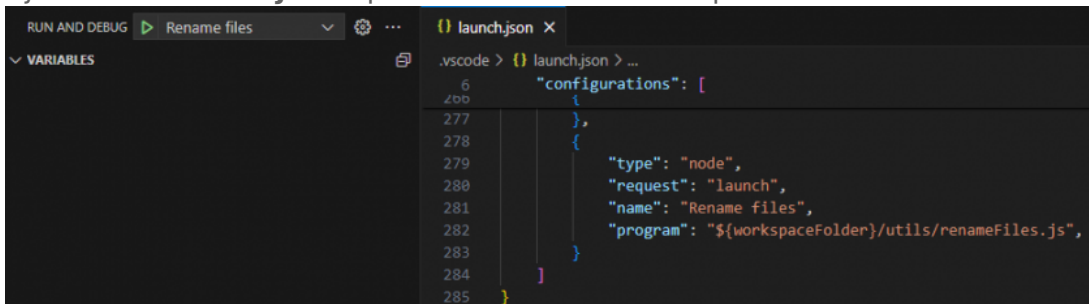 RUN AND DEBUG Rename files
VARIABLES
{} launch.json ×
.vscode > {} launch.json > ...
6 "configurations": [
266 {
277 },
278 {
279 "type": "node",
280 "request": "launch",
281 "name": "Rename files",
282 "program": "${workspaceFolder}/utils/renameFiles.js",
283 }
284 ]
285 }